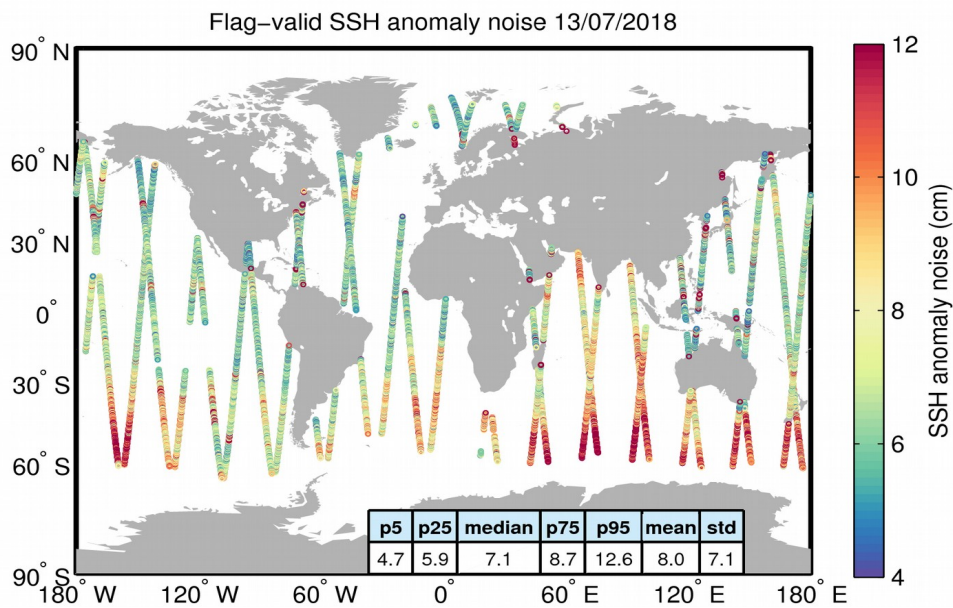 Flag−valid SSH anomaly noise 13/07/2018
90° N
60° N
30° N
0°
30° S
60° S
90° S
180° W
120° W
60° W
0°
60° E
120° E
180° E
p5 p25 median p75 p95 mean std
4.7 5.9 7.1 8.7 12.6 8.0 7.1
12
10
8
6
4
SSH anomaly noise (cm)